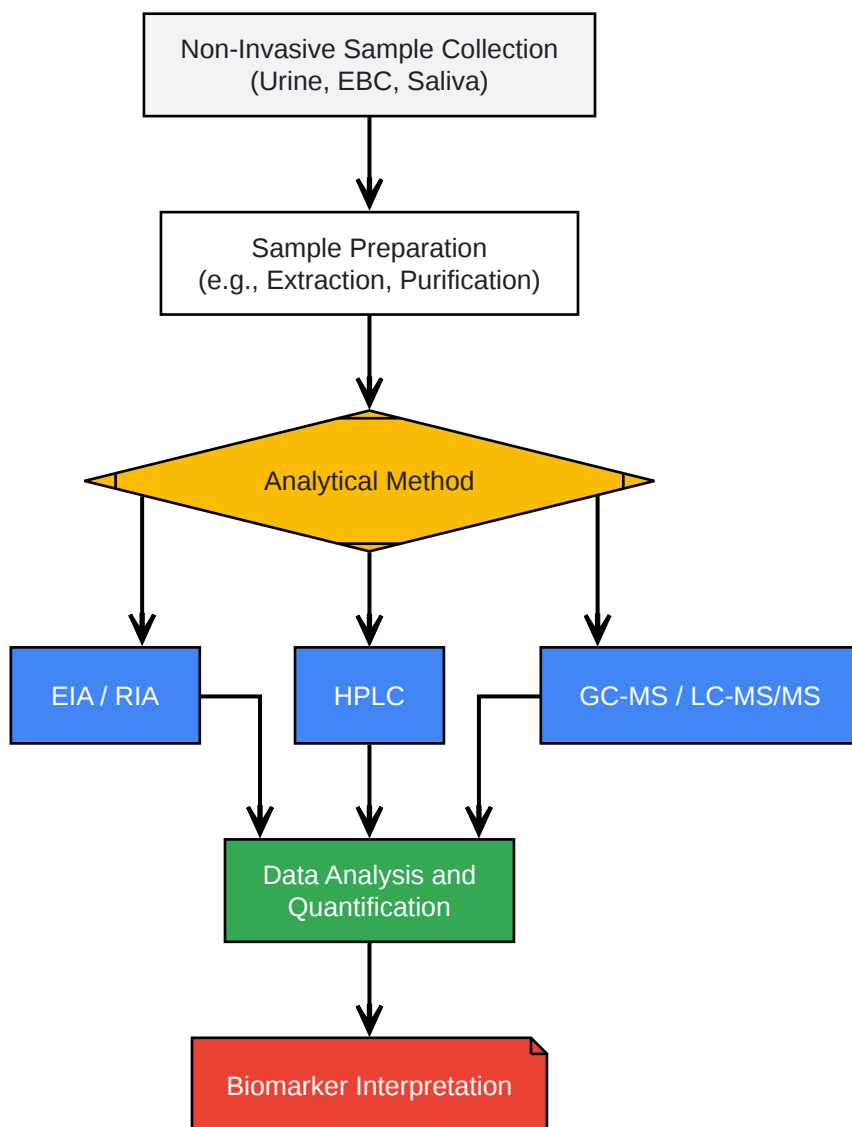 Non-Invasive Sample Collection
(Urine, EBC, Saliva)
Sample Preparation
(e.g., Extraction, Purification)
Analytical Method
EIA / RIA
HPLC
GC-MS / LC-MS/MS
Data Analysis and
Quantification
Biomarker Interpretation